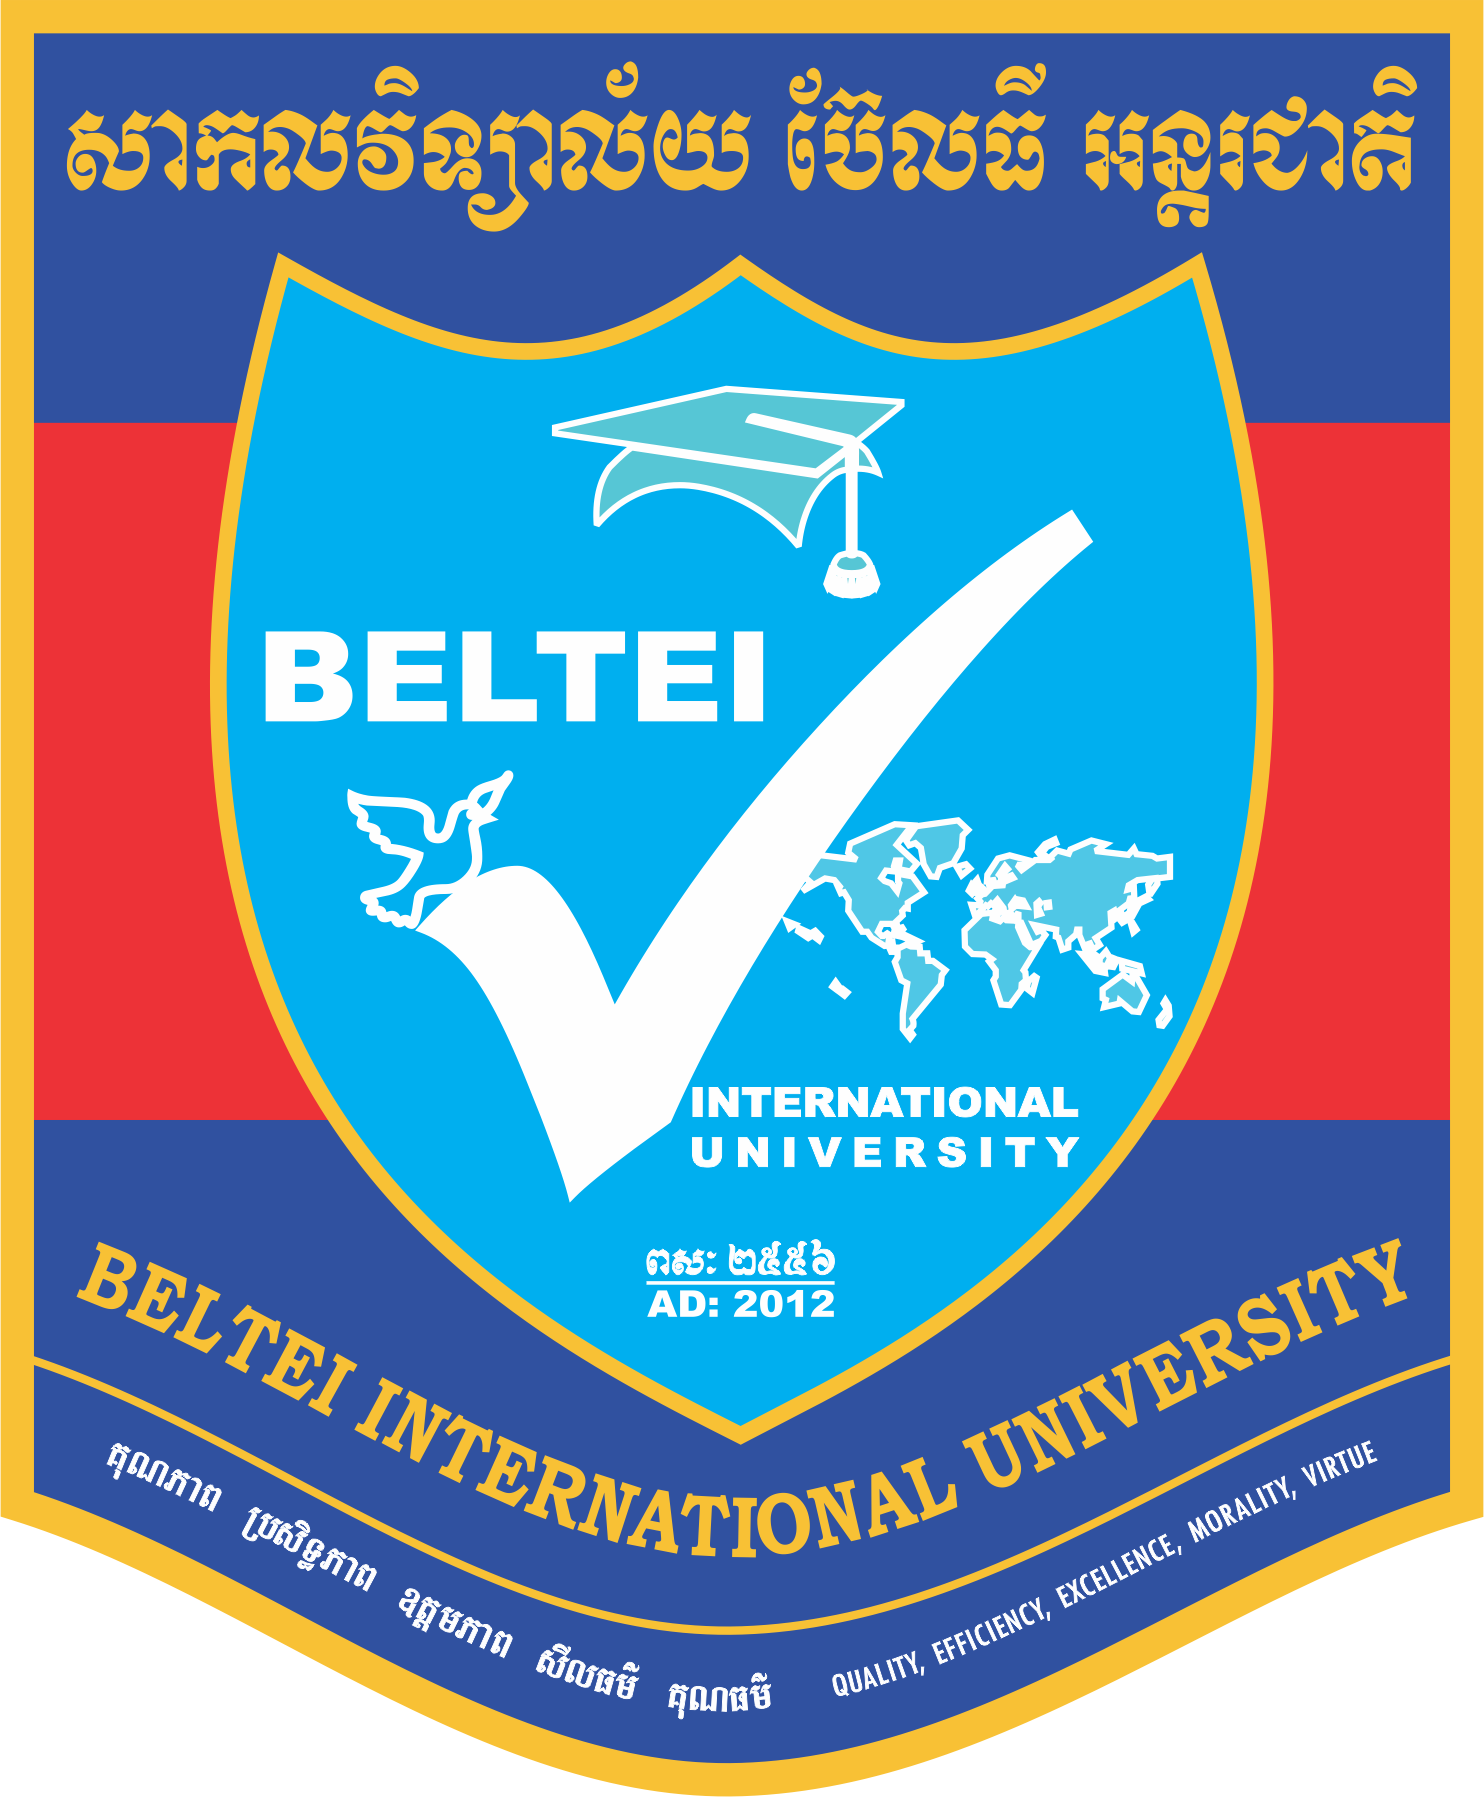 សាកលវិទ្យាល័យ ប៊ែលធី អន្តរជាតិ
BELTEI
INTERNATIONAL
UNIVERSITY
ពស: ២៥៥៦
AD: 2012
BELTEI INTERNATIONAL UNIVERSITY
គុណភាព ប្រសិទ្ធភាព ឧត្តមភាព សីលធម៌ គុណធម៌ QUALITY, EFFICIENCY, EXCELLENCE, MORALITY, VIRTUE